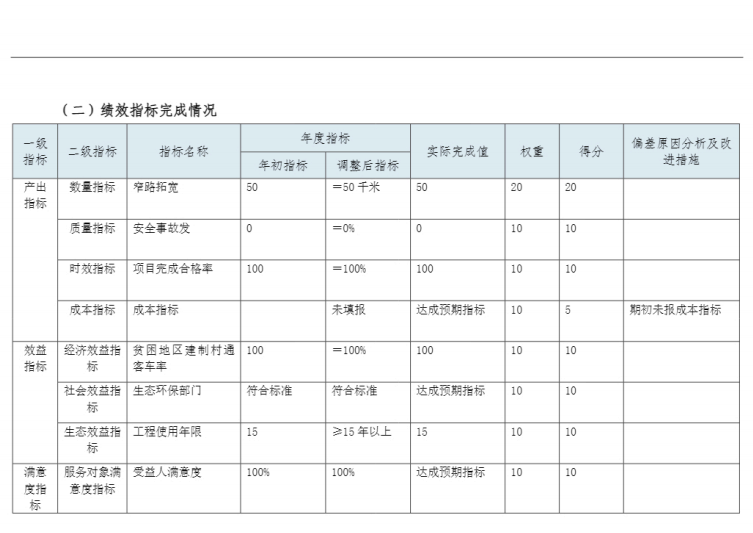 （二）绩效指标完成情况
一级指标 二级指标 指标名称 年度指标 实际完成值 权重 得分 偏差原因分析及改进措施
年初指标 调整后指标
产出指标 数量指标 窄路拓宽 50 ＝50 千米 50 20 20
质量指标 安全事故发 0 ＝0% 0 10 10
时效指标 项目完成合格率 100 ＝100% 100 10 10
成本指标 成本指标 未填报 达成预期指标 10 5 期初未报成本指标
效益指标 经济效益指标 贫困地区建制村通客车率 100 ＝100% 100 10 10
社会效益指标 生态环保部门 符合标准 符合标准 达成预期指标 10 10
生态效益指标 工程使用年限 15 ≥15 年以上 15 10 10
满意度指标 服务对象满意度指标 受益人满意度 100% 100% 达成预期指标 10 10